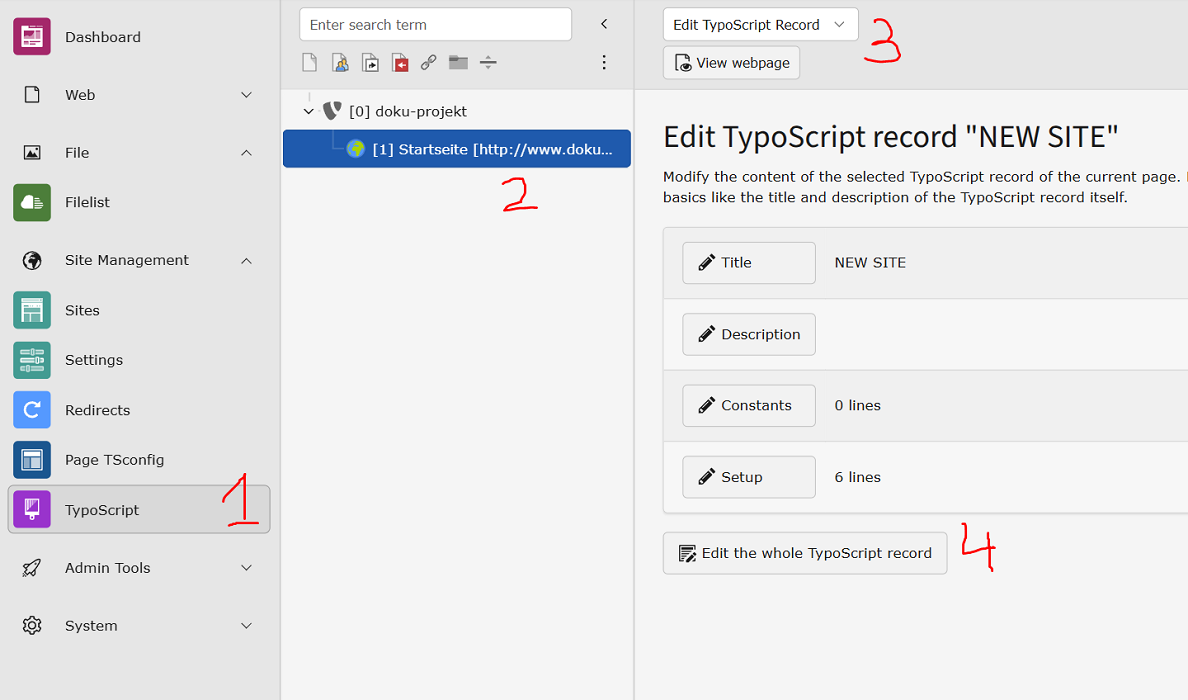 Dashboard
Web
File
Filelist
Site Management
Sites
Settings
Redirects
Page TSconfig
TypoScript
1
Admin Tools
System
Enter search term
[0] doku-projekt
[1] Startseite [http://www.doku...
2
Edit TypoScript Record
3
View webpage
Edit TypoScript record "NEW SITE"
Modify the content of the selected TypoScript record of the current page.
basics like the title and description of the TypoScript record itself.
Title NEW SITE
Description
Constants 0 lines
Setup 6 lines
Edit the whole TypoScript record
4